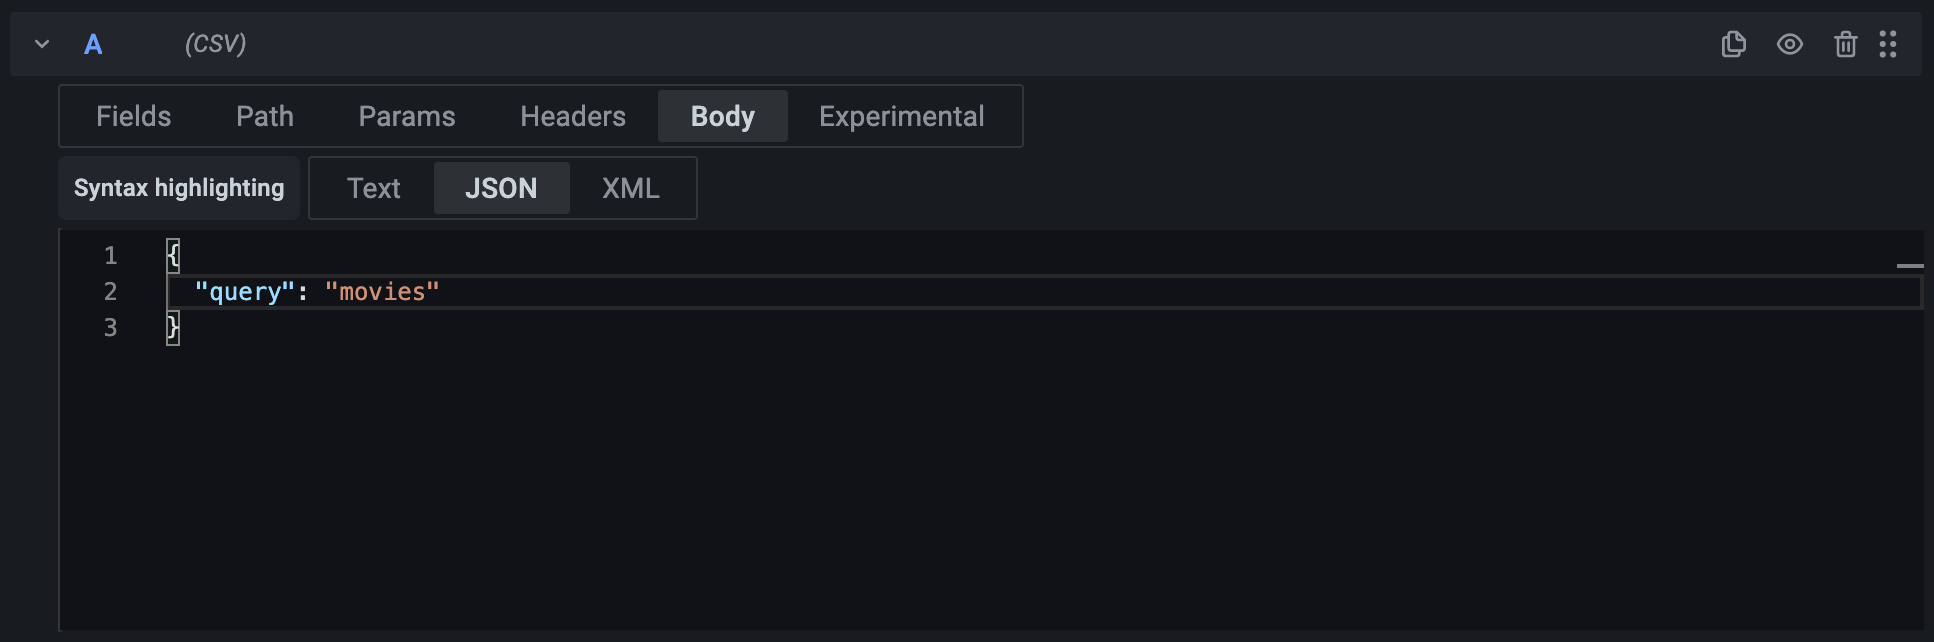 A (CSV)
Fields Path Params Headers Body Experimental
Syntax highlighting Text JSON XML
1 {
2 "query": "movies"
3 }